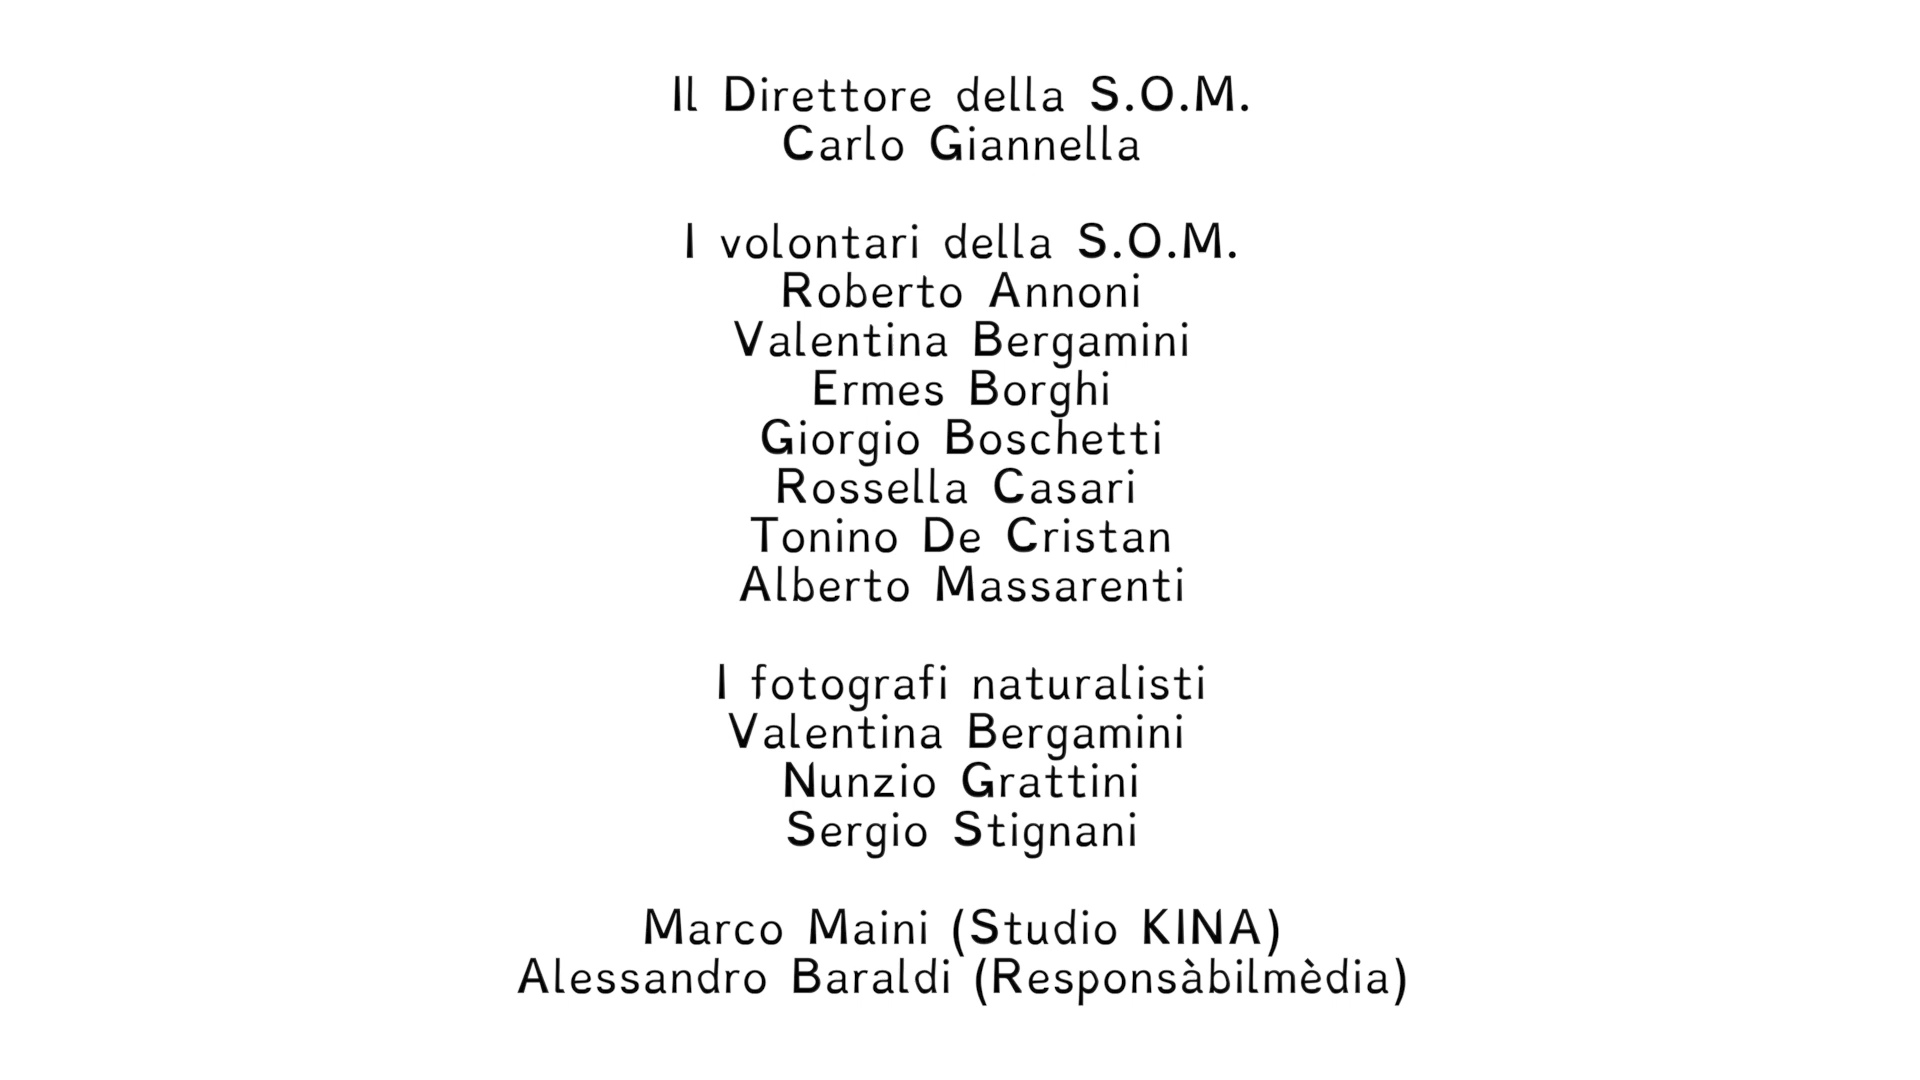 Il Direttore della S.O.M.
Carlo Giannella
I volontari della S.O.M.
Roberto Annoni
Valentina Bergamini
Ermes Borghi
Giorgio Boschetti
Rossella Casari
Tonino De Cristan
Alberto Massarenti
I fotografi naturalisti
Valentina Bergamini
Nunzio Grattini
Sergio Stignani
Marco Maini (Studio KINA)
Alessandro Baraldi (Responsàbilmèdia)